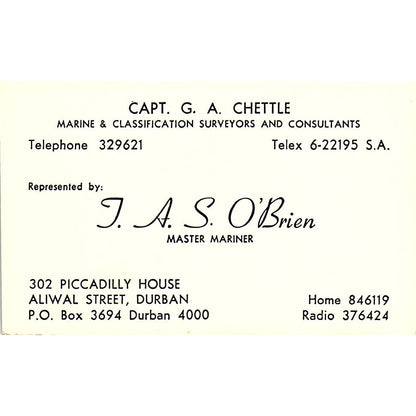 CAPT. G. A. CHETTLE
MARINE & CLASSIFICATION SURVEYORS AND CONSULTANTS
Telephone 329621 Telex 6-22195 S.A.
Represented by:
T. A. S. O'Brien
MASTER MARINER
302 PICCADILLY HOUSE
ALIWAL STREET, DURBAN Home 846119
P.O. Box 3694 Durban 4000 Radio 376424